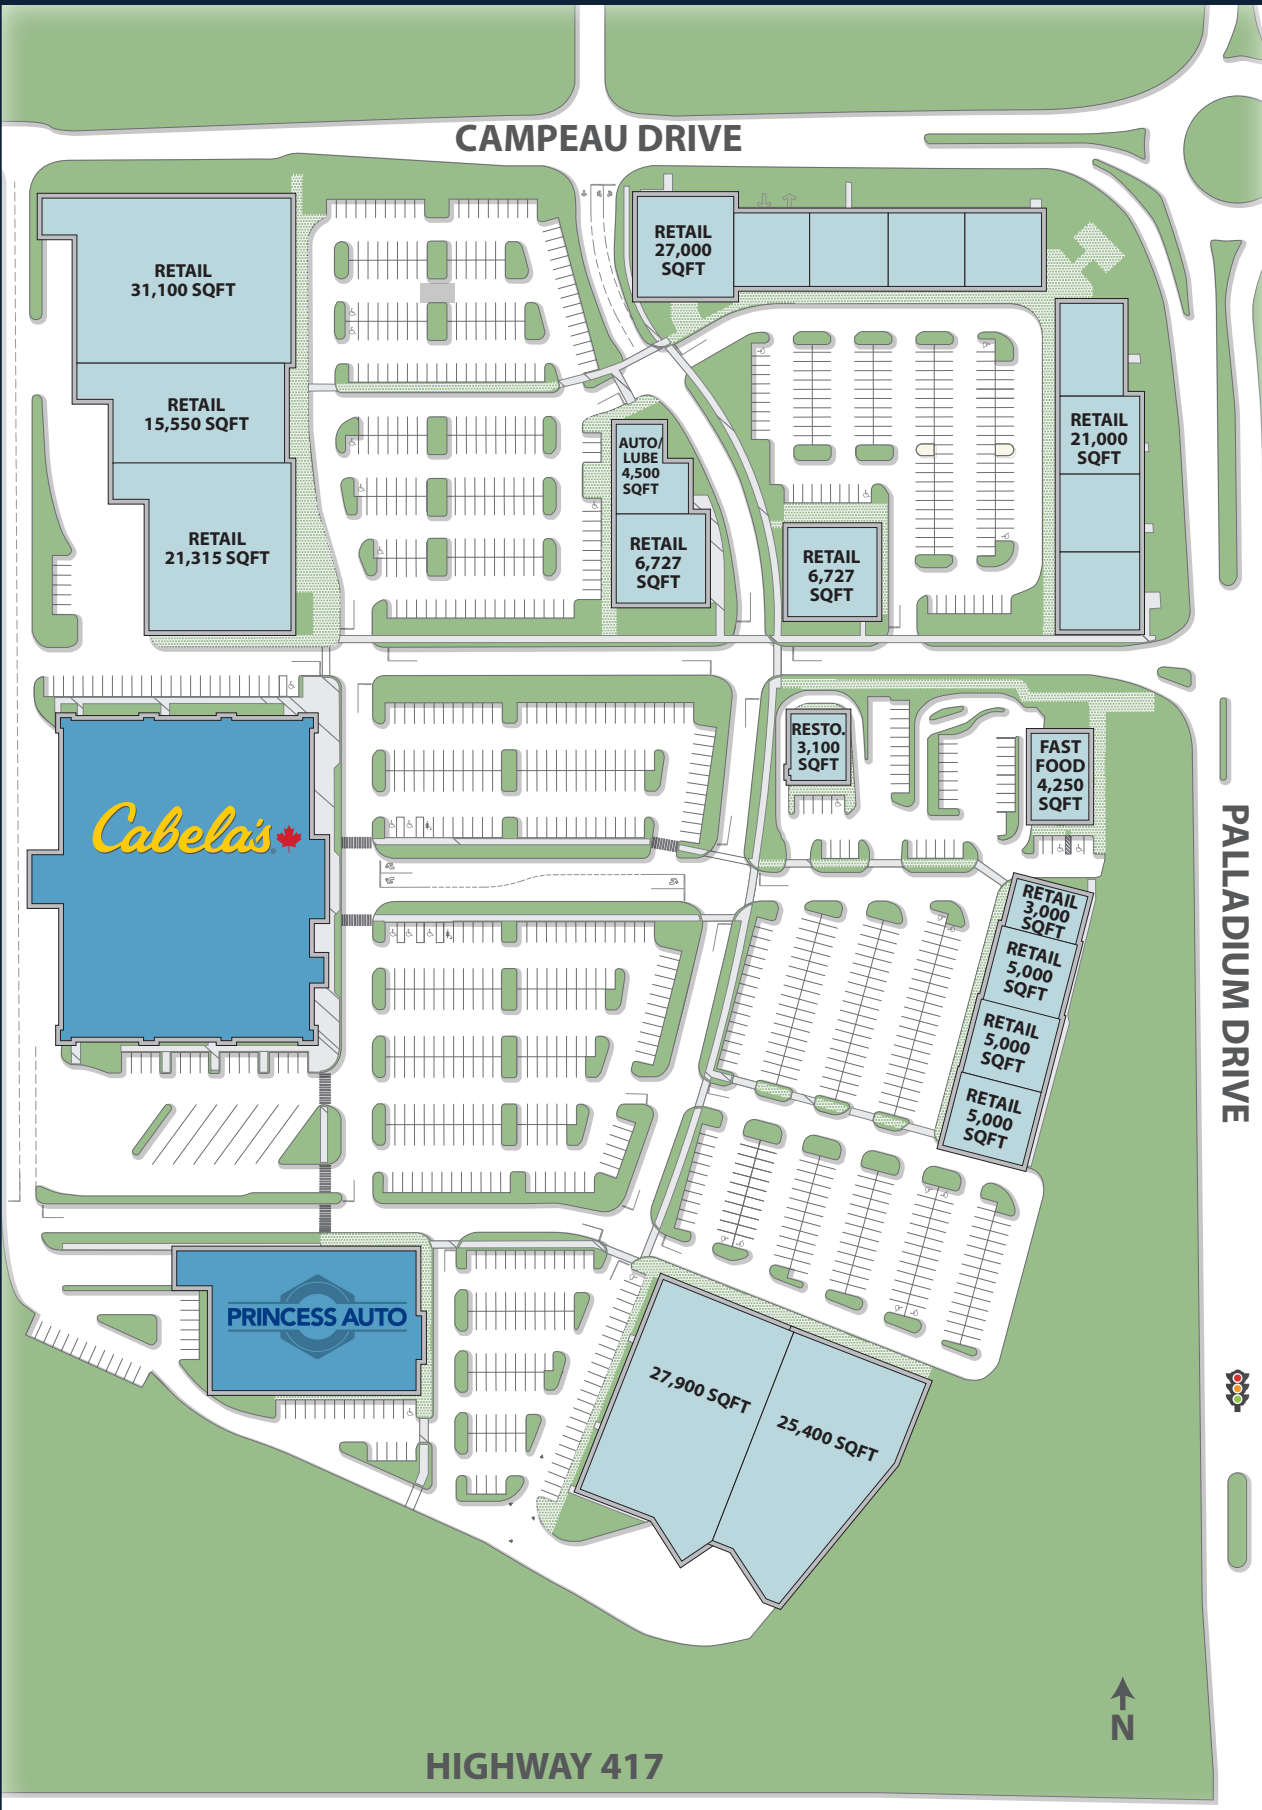 CAMPEAU DRIVE
RETAIL
31,100 SQFT
RETAIL
27,000
SQFT
RETAIL
15,550 SQFT
AUTO/
LUBE
4,500
SQFT
RETAIL
21,000
SQFT
RETAIL
21,315 SQFT
RETAIL
6,727
SQFT
RETAIL
6,727
SQFT
RESTO.
3,100
SQFT
FAST
FOOD
4,250
SQFT
Cabela's
PALLADIUM DRIVE
RETAIL
3,000
SQFT
RETAIL
5,000
SQFT
RETAIL
5,000
SQFT
RETAIL
5,000
SQFT
PRINCESS AUTO
27,900 SQFT
25,400 SQFT
N
HIGHWAY 417